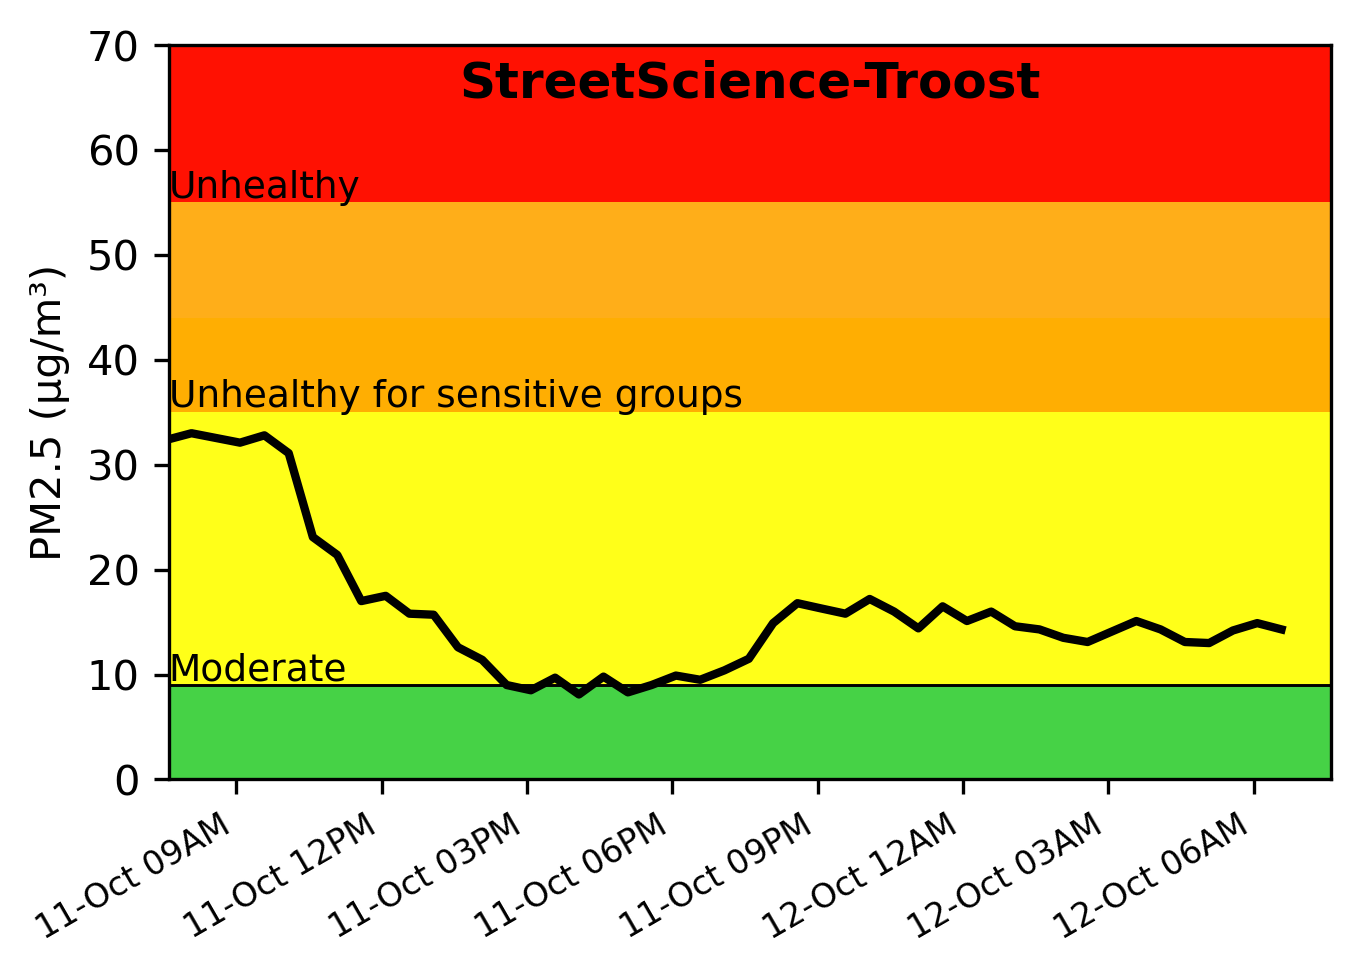 StreetScience-Troost
70
60
Unhealthy
50
40
Unhealthy for sensitive groups
30
20
Moderate
10
0
PM2.5 (μg/m³)
11-Oct 09AM
11-Oct 12PM
11-Oct 03PM
11-Oct 06PM
11-Oct 09PM
12-Oct 12AM
12-Oct 03AM
12-Oct 06AM